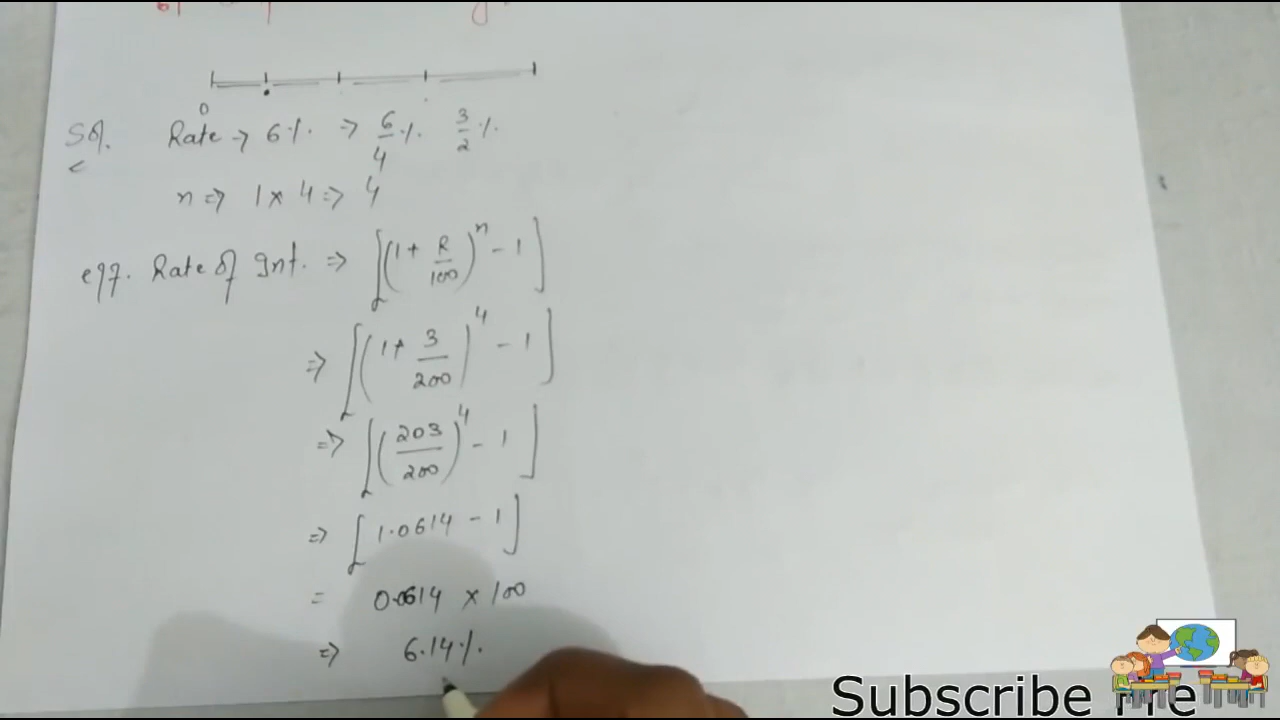 0
Sol. Rate → 6% ⇒ 6/4 % 3/2 %
n ⇒ 1 × 4 ⇒ 4
eff. Rate of Int. ⇒ [(1 + R/100)^n - 1]
⇒ [(1 + 3/200)^4 - 1]
⇒ [(203/200)^4 - 1]
⇒ [1.0614 - 1]
= 0.0614 × 100
⇒ 6.14%
Subscribe Me